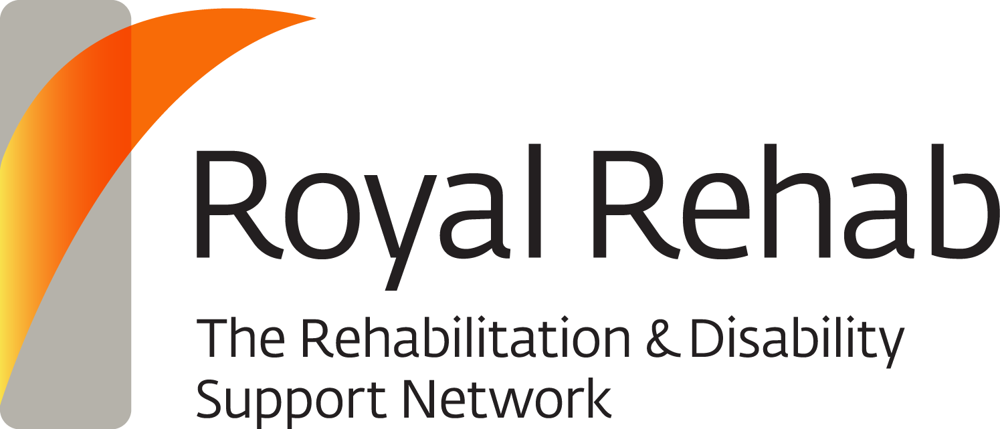 Royal Rehab
The Rehabilitation & Disability
Support Network